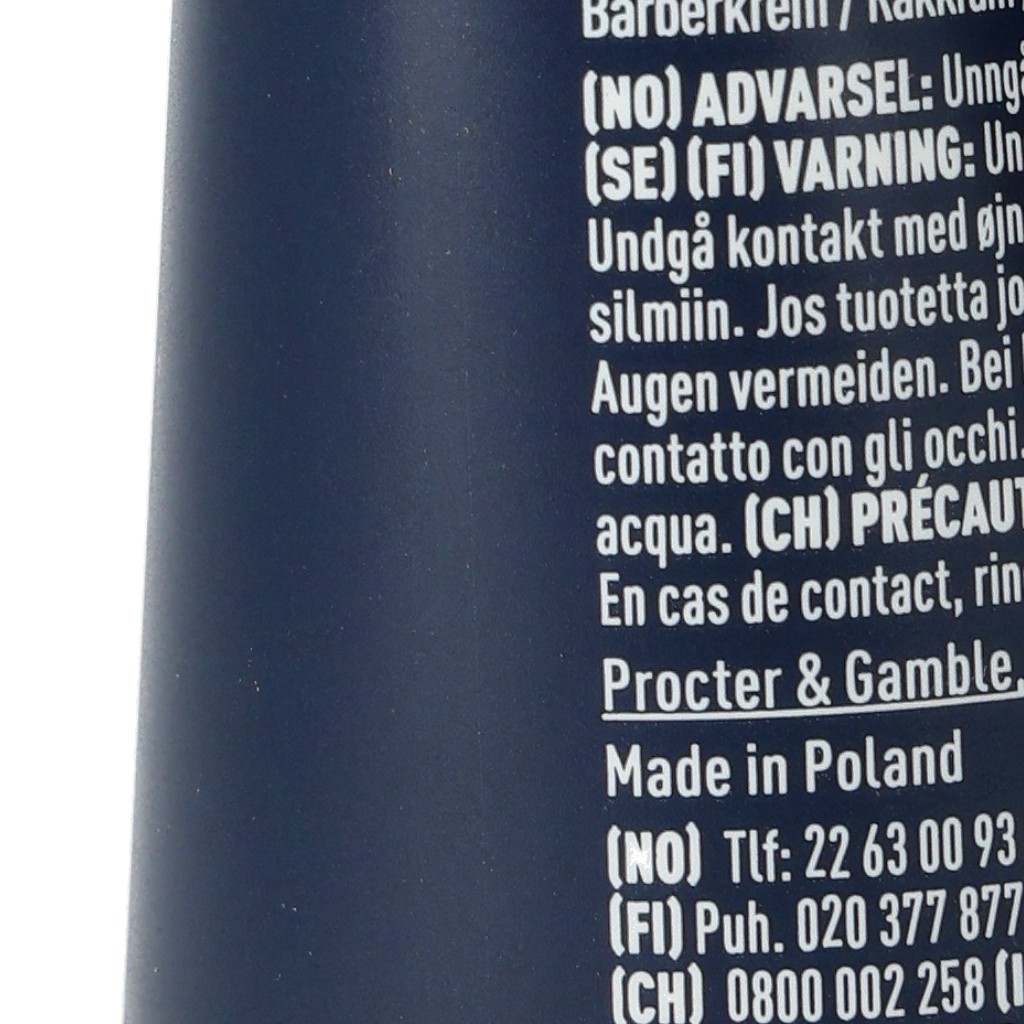 Barberkrem /
(NO) ADVARSEL: Unngå
(SE) (FI) VARNING: Un
Undgå kontakt med øjn
silmiin. Jos tuotetta jo
Augen vermeiden. Bei
contatto con gli occhi.
acqua. (CH) PRÉCAUT
En cas de contact, rin
Procter & Gamble,
Made in Poland
(NO) Tlf: 22 63 00 93
(FI) Puh. 020 377 877
(CH) 0800 002 258 (